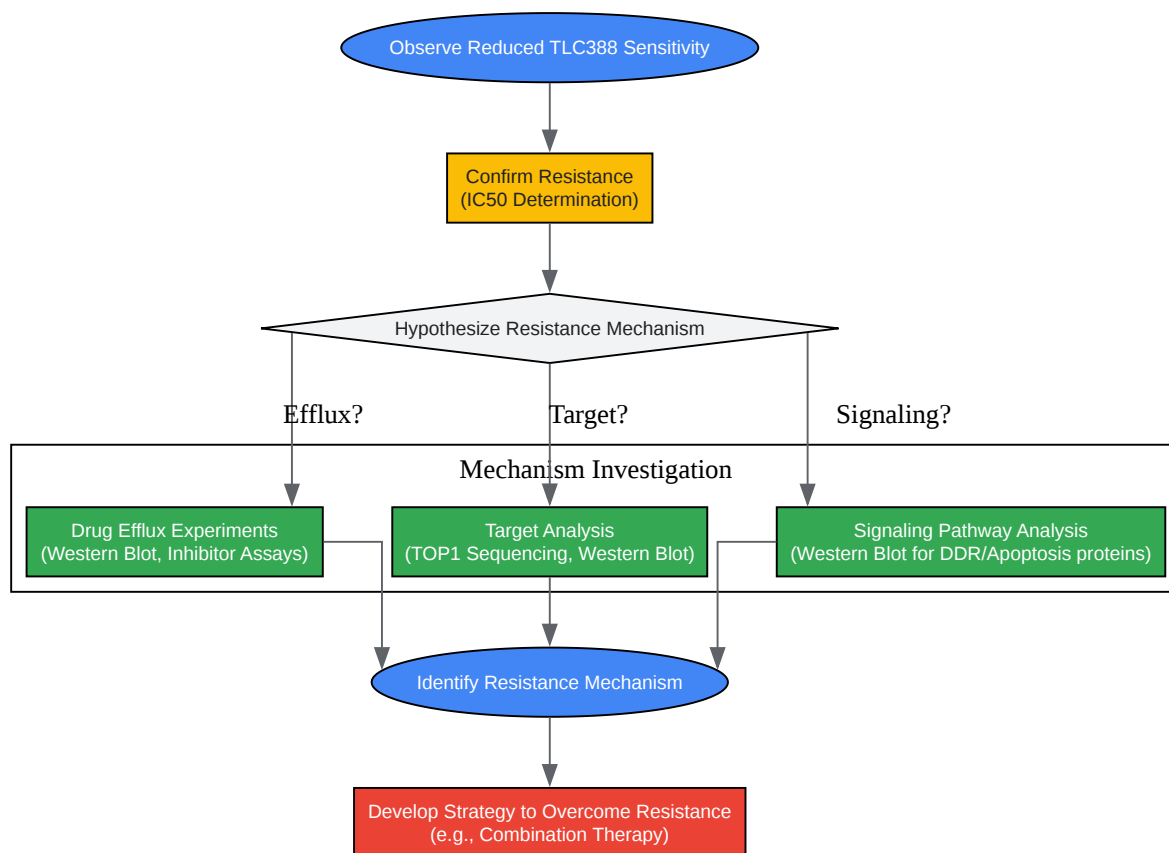 Observe Reduced TLC388 Sensitivity
Confirm Resistance
(IC50 Determination)
Hypothesize Resistance Mechanism
Efflux?
Target?
Signaling?
Mechanism Investigation
Drug Efflux Experiments
(Western Blot, Inhibitor Assays)
Target Analysis
(TOP1 Sequencing, Western Blot)
Signaling Pathway Analysis
(Western Blot for DDR/Apoptosis proteins)
Identify Resistance Mechanism
Develop Strategy to Overcome Resistance
(e.g., Combination Therapy)